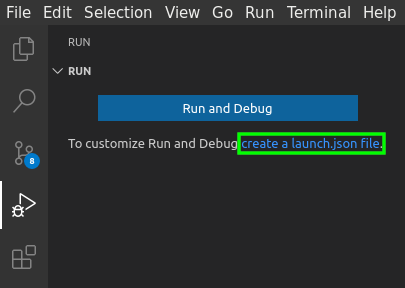 File Edit Selection View Go Run Terminal Help
RUN
RUN
Run and Debug
To customize Run and Debug create a launch.json file.
8